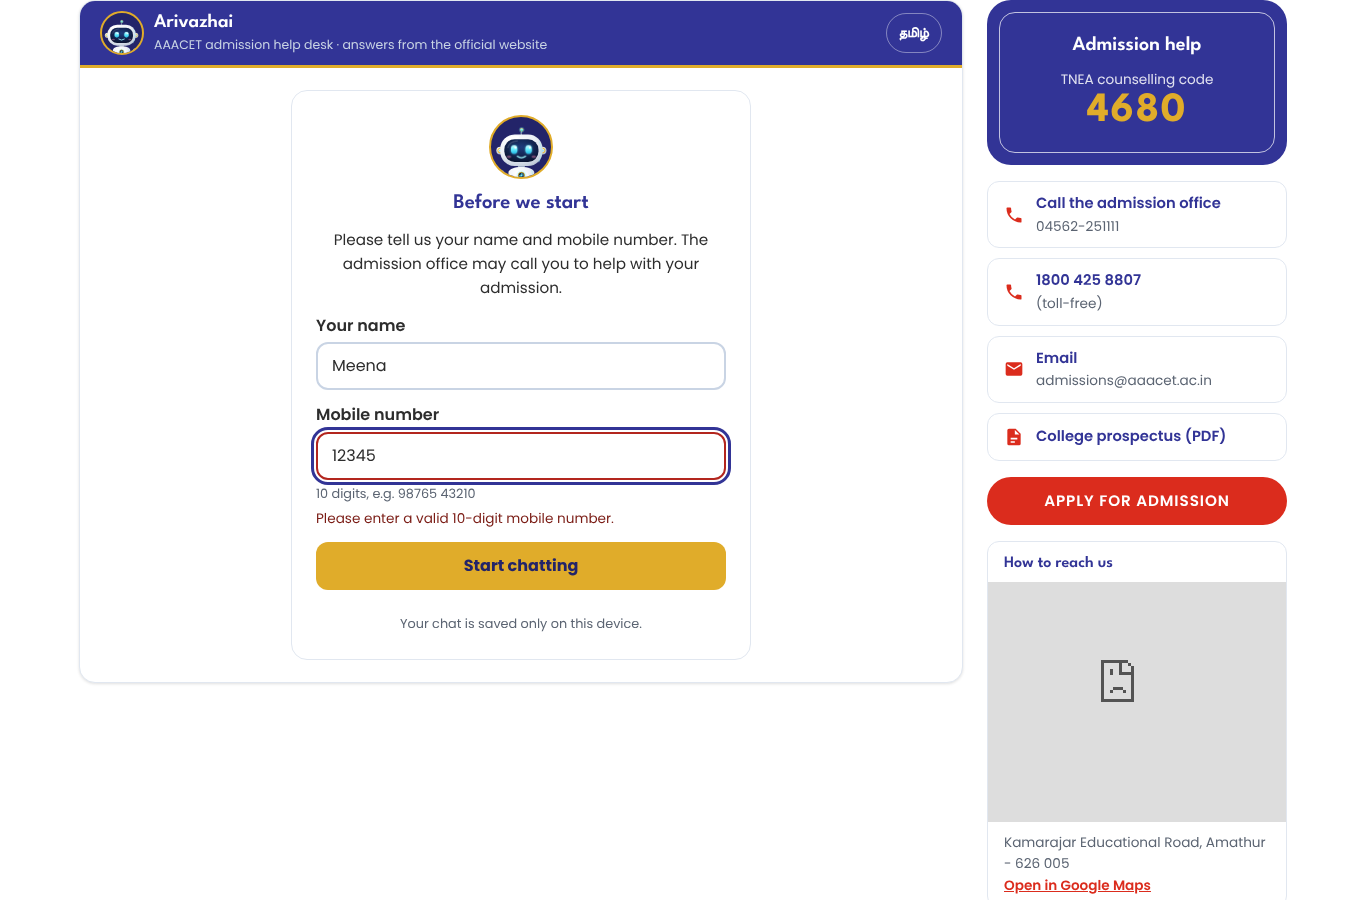 Arivazhai
AAACET admission help desk · answers from the official website
தமிழ்
Before we start
Please tell us your name and mobile number. The
admission office may call you to help with your
admission.
Your name
Meena
Mobile number
12345
10 digits, e.g. 98765 43210
Please enter a valid 10-digit mobile number.
Start chatting
Your chat is saved only on this device.
Admission help
TNEA counselling code
4680
Call the admission office
04562-251111
1800 425 8807
(toll-free)
Email
admissions@aaacet.ac.in
College prospectus (PDF)
APPLY FOR ADMISSION
How to reach us
Kamarajar Educational Road, Amathur
- 626 005
Open in Google Maps